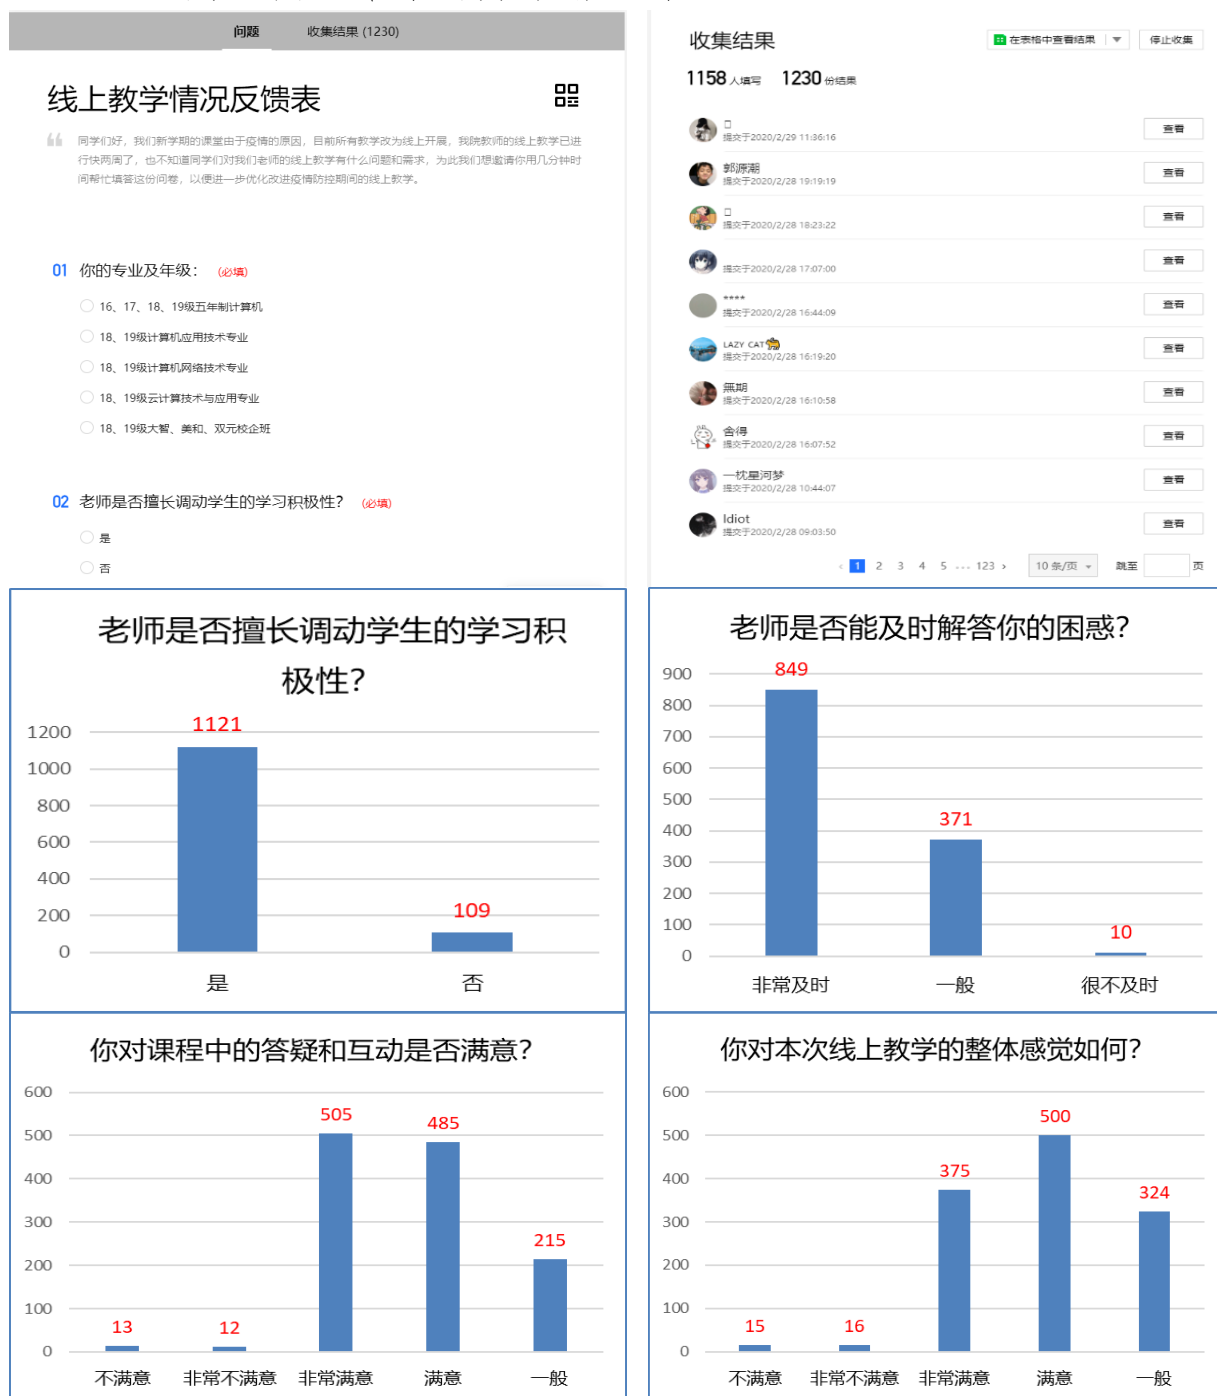 问题 收集结果 (1230)
线上教学情况反馈表
同学们好，我们新学期的课堂由于疫情的原因，目前所有教学改为线上开展，我院教师的线上教学已进
行快两周了，也不知道同学们对我们老师的线上教学有什么问题和需求，为此我们想邀请你用几分钟时
间帮忙填答这份问卷，以便进一步优化改进疫情防控期间的线上教学。
01 你的专业及年级： (必填)
16、17、18、19级五年制计算机
18、19级计算机应用技术专业
18、19级计算机网络技术专业
18、19级云计算技术与应用专业
18、19级大智、美和、双元校企班
02 老师是否擅长调动学生的学习积极性？ (必填)
是
否
收集结果 在表格中查看结果 停止收集
1158 人填写 1230 份结果
提交于2020/2/29 11:36:16 查看
郭源潮
提交于2020/2/28 19:19:19 查看
提交于2020/2/28 18:23:22 查看
提交于2020/2/28 17:07:00 查看
****
提交于2020/2/28 16:44:09 查看
LAZY CAT
提交于2020/2/28 16:19:20 查看
無期
提交于2020/2/28 16:10:58 查看
舍得
提交于2020/2/28 16:07:52 查看
一枕星河梦
提交于2020/2/28 10:44:07 查看
Idiot
提交于2020/2/28 09:03:50 查看
‹ 1 2 3 4 5 ... 123 › 10 条/页 跳至 页
老师是否擅长调动学生的学习积
极性？
1121
1200
1000
800
600
400
109
200
0
是 否
老师是否能及时解答你的困惑？
849
900
800
700
600
500
371
400
300
200
100
10
0
非常及时 一般 很不及时
你对课程中的答疑和互动是否满意？
600
505
485
500
400
300
215
200
100
13 12
0
不满意 非常不满意 非常满意 满意 一般
你对本次线上教学的整体感觉如何？
600
500
500
375
400
324
300
200
100
15 16
0
不满意 非常不满意 非常满意 满意 一般